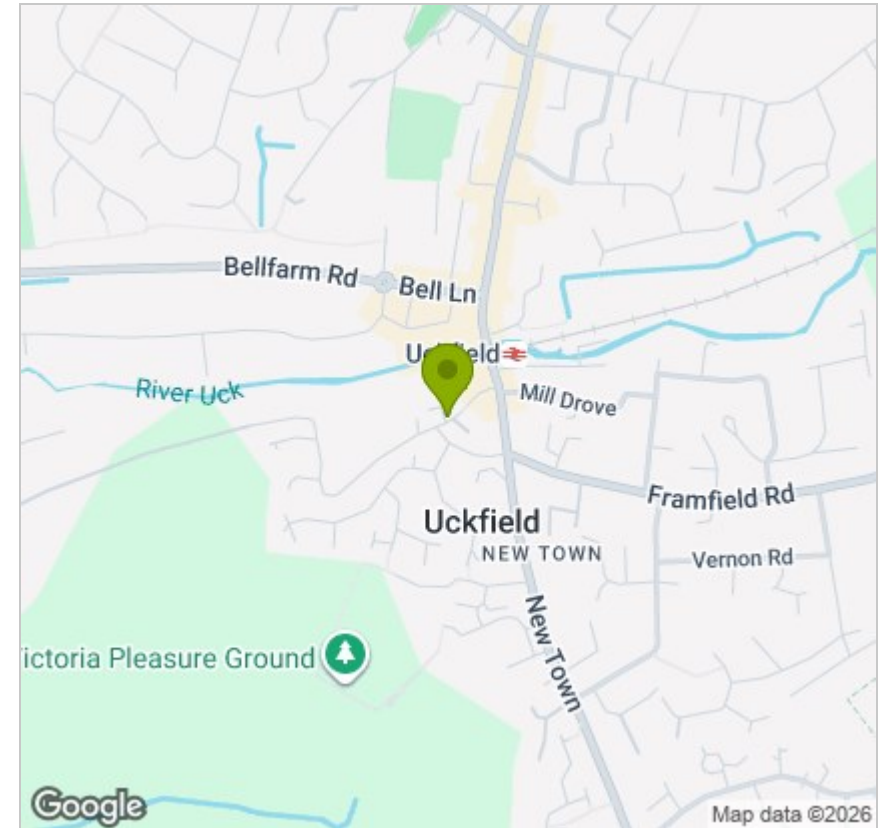 Bellfarm Rd
Bell Ln
Uckfield
River Uck
Mill Drove
Framfield Rd
Uckfield
NEW TOWN
Vernon Rd
New Town
ictoria Pleasure Ground
Google
Map data ©2026